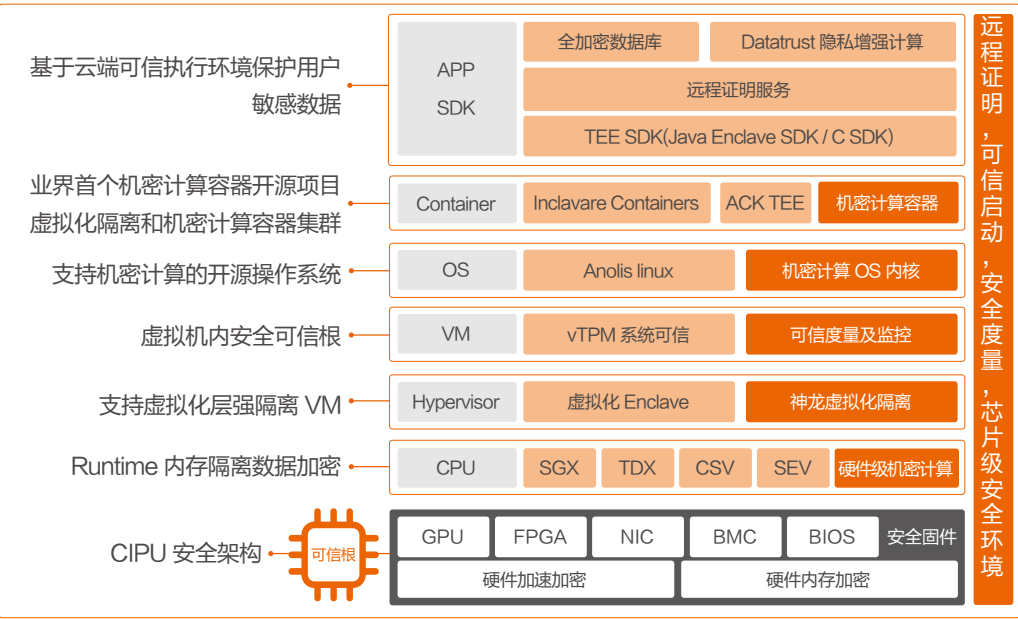 基于云端可信执行环境保护用户
敏感数据
APP
SDK
全加密数据库
Datatrust 隐私增强计算
远程证明服务
TEE SDK(Java Enclave SDK / C SDK)
业界首个机密计算容器开源项目
虚拟化隔离和机密计算容器集群
Container
Inclavare Containers
ACK TEE
机密计算容器
支持机密计算的开源操作系统
OS
Anolis linux
机密计算 OS 内核
虚拟机内安全可信根
VM
vTPM 系统可信
可信度量及监控
支持虚拟化层强隔离 VM
Hypervisor
虚拟化 Enclave
神龙虚拟化隔离
Runtime 内存隔离数据加密
CPU
SGX
TDX
CSV
SEV
硬件级机密计算
CIPU 安全架构
可信根
GPU
FPGA
NIC
BMC
BIOS
安全固件
硬件加速加密
硬件内存加密
远程证明，可信启动，安全度量，芯片级安全环境